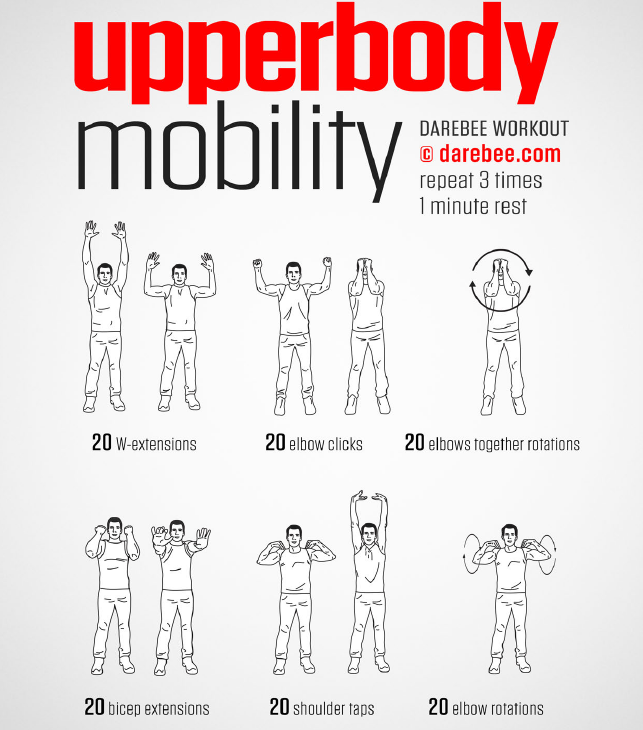 upperbody
mobility
DAREBEE WORKOUT
© darebee.com
repeat 3 times
1 minute rest
20 W-extensions
20 elbow clicks
20 elbows together rotations
20 bicep extensions
20 shoulder taps
20 elbow rotations